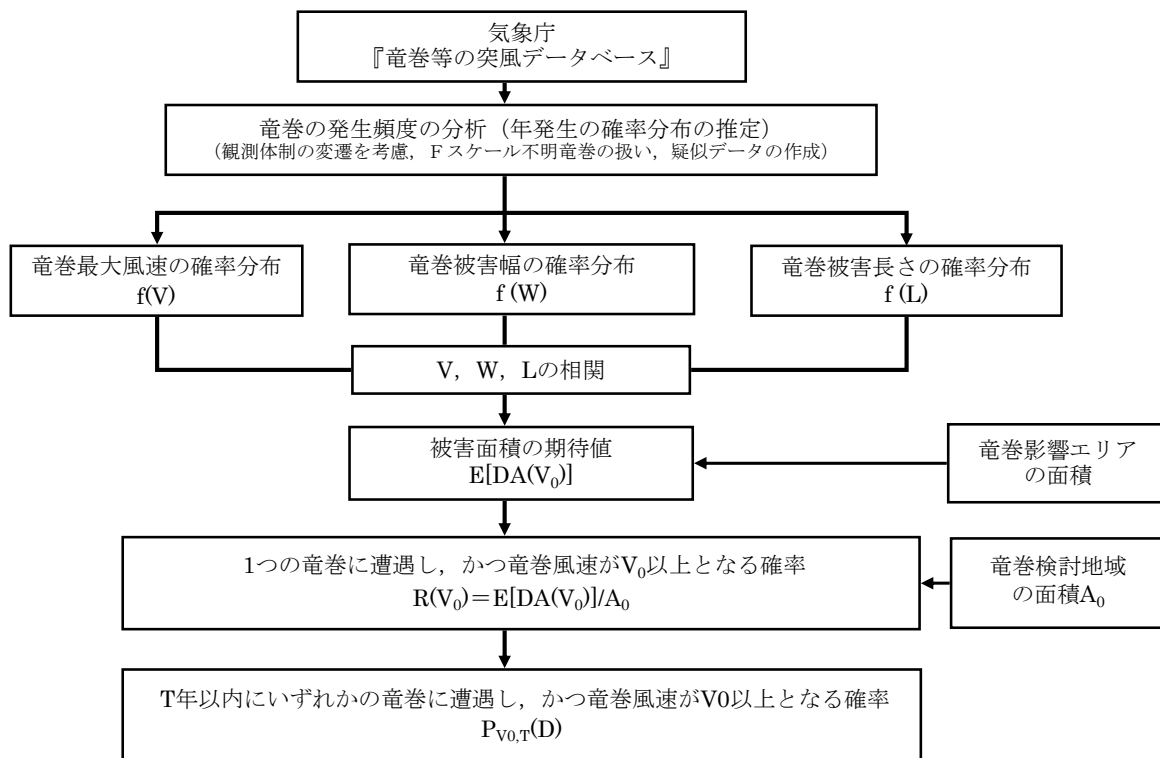 気象庁
『竜巻等の突風データベース』
竜巻の発生頻度の分析（年発生の確率分布の推定）
（観測体制の変遷を考慮，Ｆスケール不明竜巻の扱い，疑似データの作成）
竜巻最大風速の確率分布
f(V)
竜巻被害幅の確率分布
f (W)
竜巻被害長さの確率分布
f (L)
V，W，Lの相関
被害面積の期待値
E[DA(V₀)]
竜巻影響エリア
の面積
1つの竜巻に遭遇し，かつ竜巻風速がV₀以上となる確率
R(V₀)＝E[DA(V₀)]/A₀
竜巻検討地域
の面積A₀
T年以内にいずれかの竜巻に遭遇し，かつ竜巻風速がV0以上となる確率
P_{V0,T}(D)